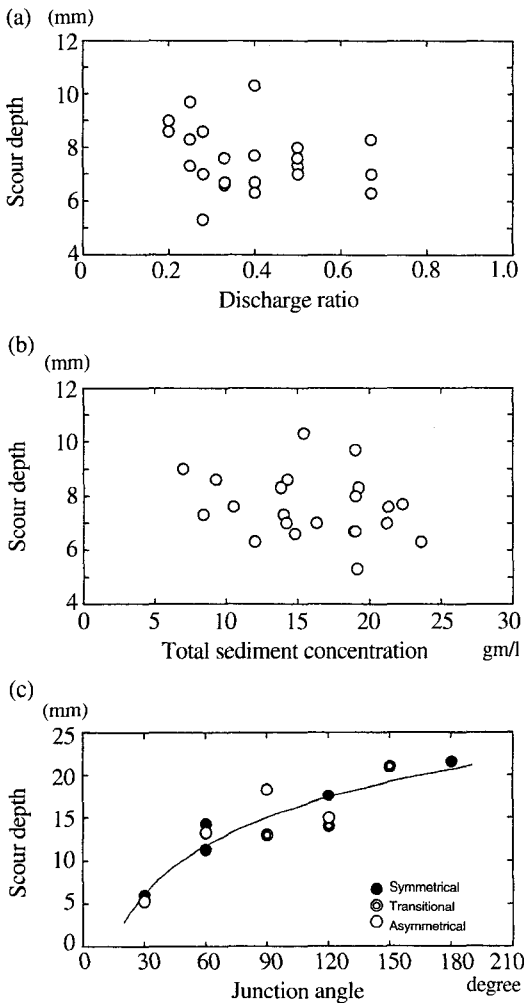 (a) (mm)
12
10
8
6
4
Scour depth
0 0.2 0.4 0.6 0.8 1.0
Discharge ratio
(b)
(mm)
12
10
8
6
4
Scour depth
0 5 10 15 20 25 30
Total sediment concentration gm/l
(c)
(mm)
25
20
15
10
5
0
Scour depth
Symmetrical
Transitional
Asymmetrical
0 30 60 90 120 150 180 210
Junction angle degree